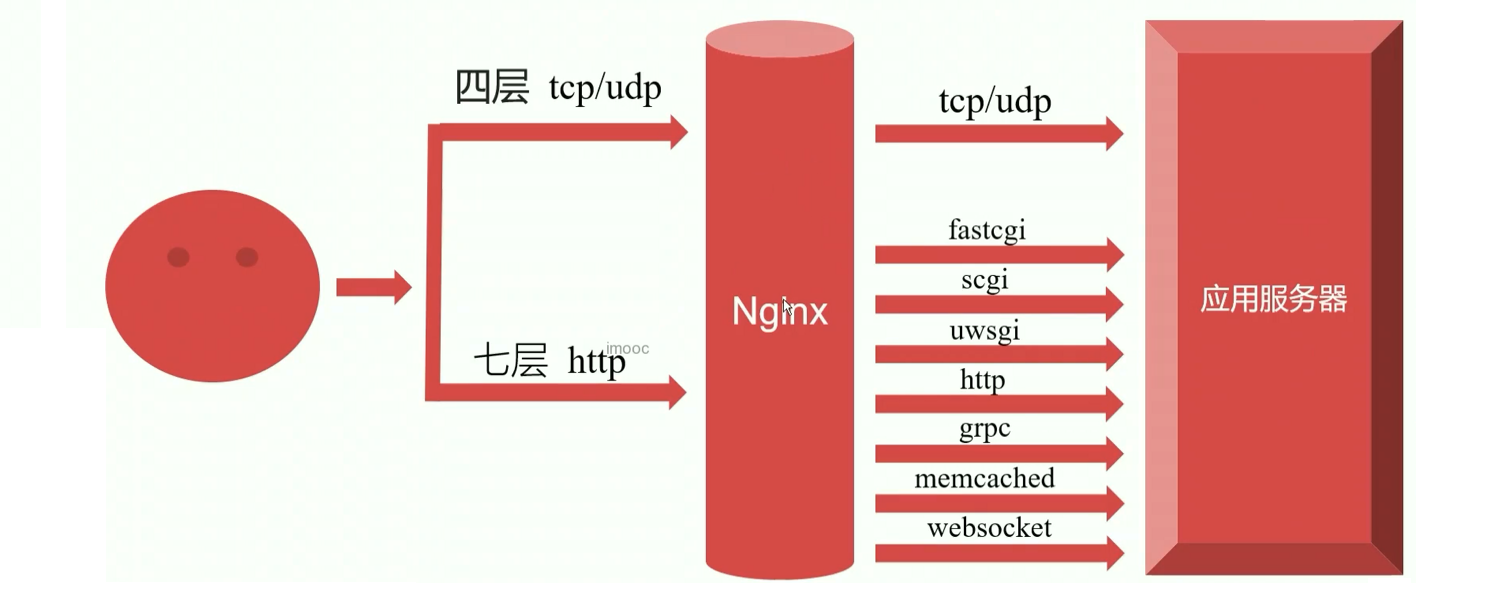 四层 tcp/udp
tcp/udp
fastcgi
scgi
uwsgi
Nginx
应用服务器
七层 http
imooc
http
grpc
memcached
websocket